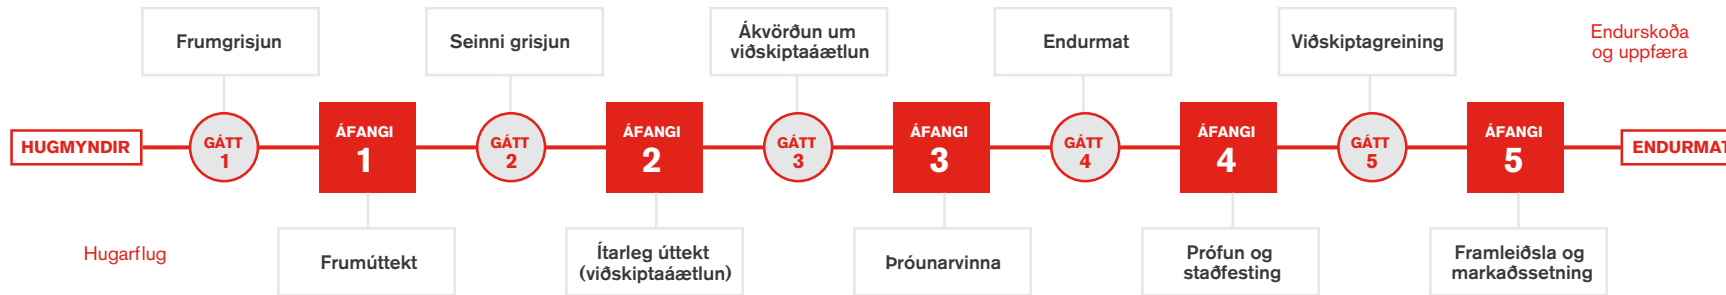 Frumgrisjun
Seinni grisjun
Ákvörðun um
viðskiptaáætlun
Endurmat
Viðskiptagreining
Endurskoða
og uppfæra
HUGMYNDIR
GÁTT
1
ÁFANGI
1
GÁTT
2
ÁFANGI
2
GÁTT
3
ÁFANGI
3
GÁTT
4
ÁFANGI
4
GÁTT
5
ÁFANGI
5
ENDURMAT
Hugarflug
Frumúttekt
Ítarleg úttekt
(viðskiptaáætlun)
Þróunarvinna
Prófun og
staðfesting
Framleiðsla og
markaðssetning